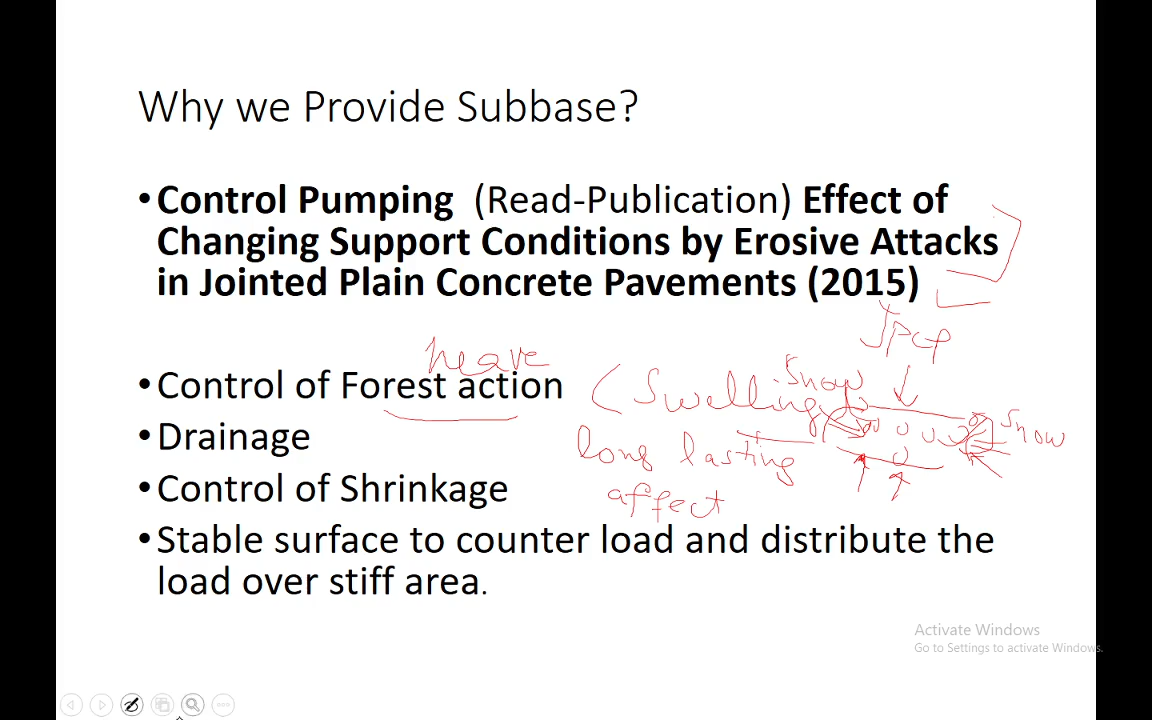 Why we Provide Subbase?
•Control Pumping (Read-Publication) Effect of
Changing Support Conditions by Erosive Attacks
in Jointed Plain Concrete Pavements (2015)
JPCP
heave
•Control of Forest action
(Swelling
Snow
Snow
•Drainage
long lasting
affect
•Control of Shrinkage
•Stable surface to counter load and distribute the
load over stiff area.
Activate Windows
Go to Settings to activate Windows.